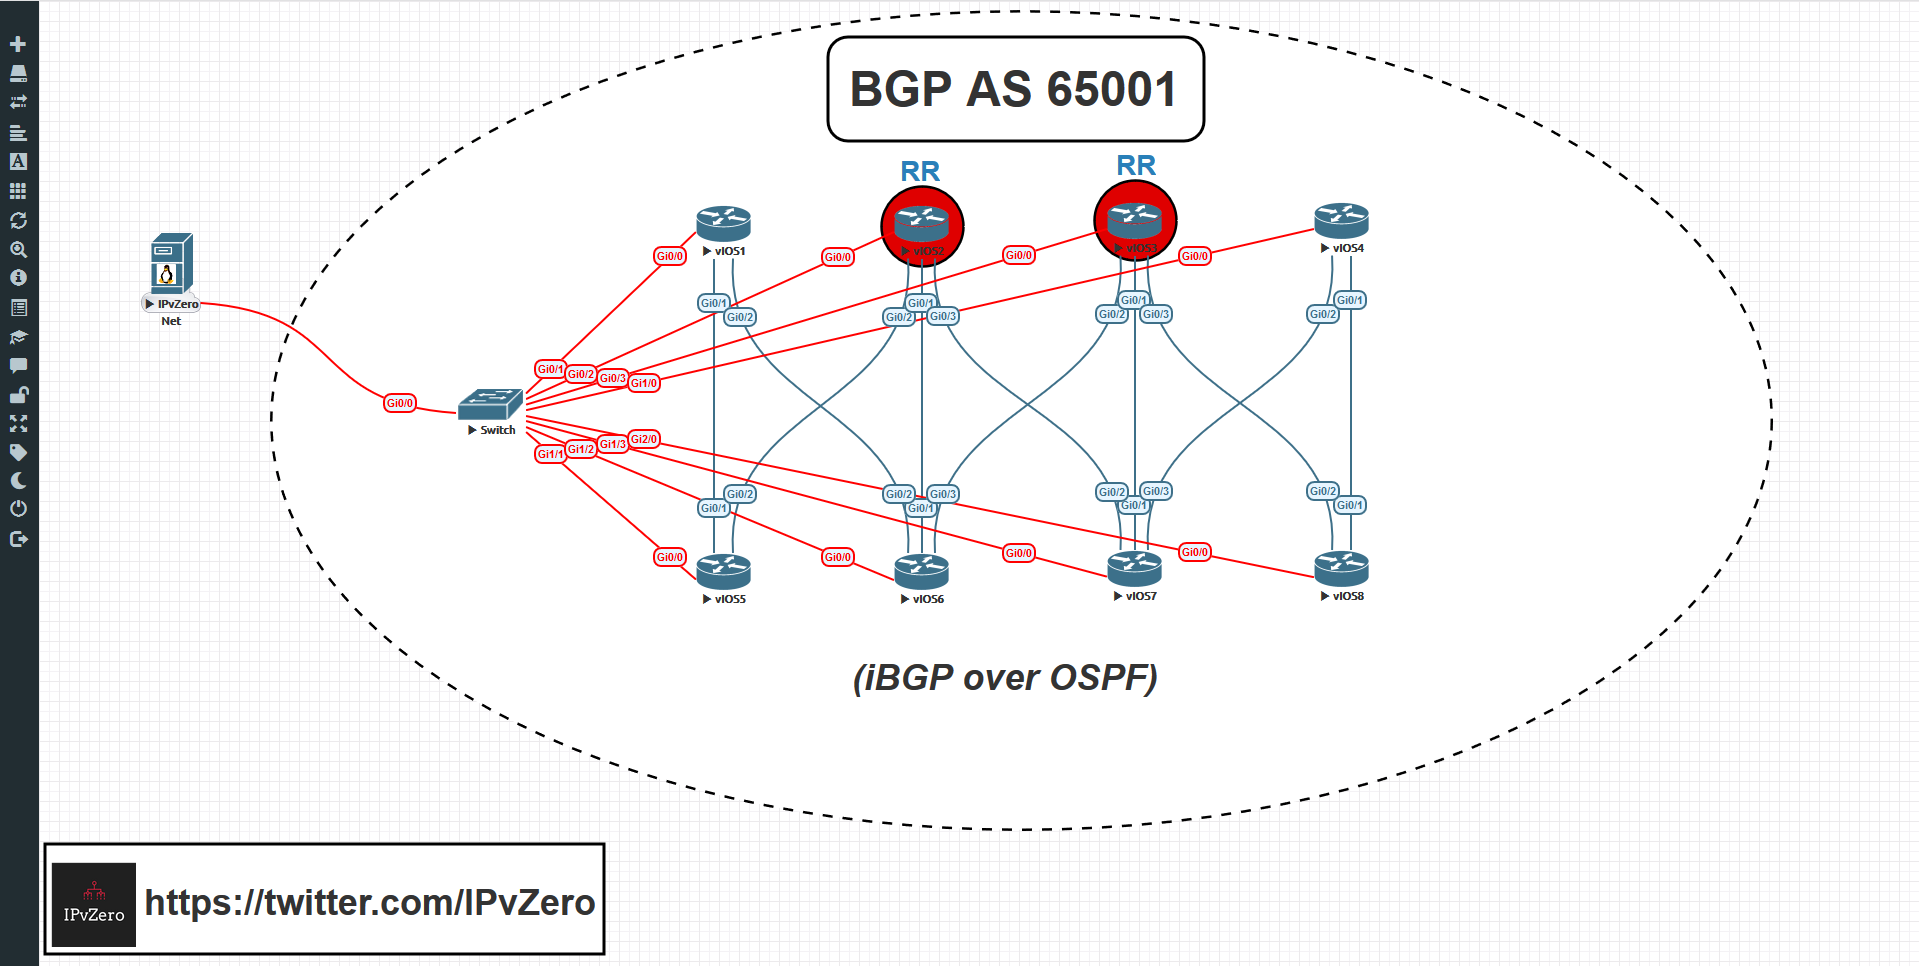 BGP AS 65001
RR
RR
vIOS1
vIOS2
vIOS3
vIOS4
Gi0/0
Gi0/0
Gi0/0
Gi0/0
IPvZero
Net
Gi0/1
Gi0/2
Gi0/1
Gi0/2
Gi0/3
Gi0/1
Gi0/2
Gi0/3
Gi0/1
Gi0/2
Gi0/1
Gi0/2
Gi0/3
Gi1/0
Gi0/0
Switch
Gi1/1
Gi1/2
Gi1/3
Gi2/0
Gi0/1
Gi0/2
Gi0/2
Gi0/1
Gi0/3
Gi0/2
Gi0/1
Gi0/3
Gi0/2
Gi0/1
Gi0/0
Gi0/0
Gi0/0
Gi0/0
vIOS5
vIOS6
vIOS7
vIOS8
(iBGP over OSPF)
IPvZero
https://twitter.com/IPvZero